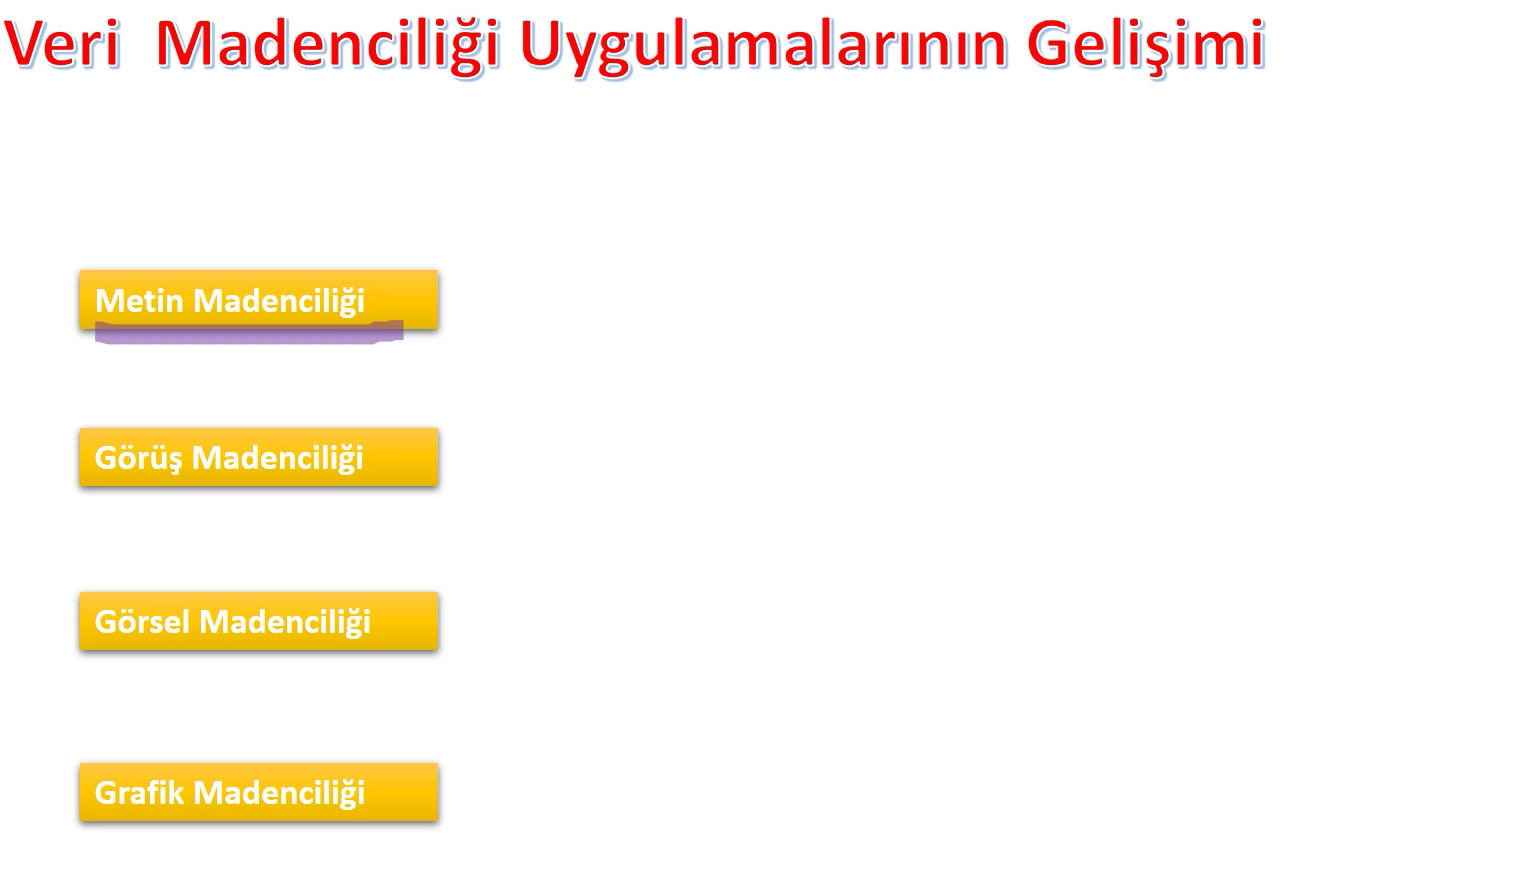 Veri Madenciliği Uygulamalarının Gelişimi
Metin Madenciliği
Görüş Madenciliği
Görsel Madenciliği
Grafik Madenciliği